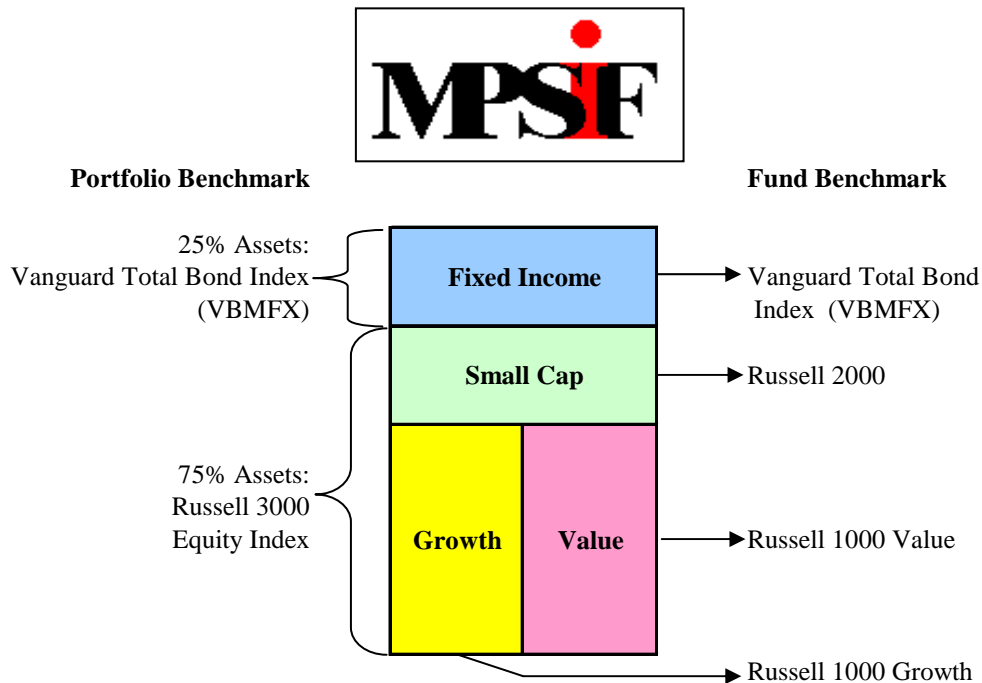 MPSiF
Portfolio Benchmark
Fund Benchmark
25% Assets:
Vanguard Total Bond Index
(VBMFX)
Fixed Income
Vanguard Total Bond
Index (VBMFX)
Small Cap
Russell 2000
75% Assets:
Russell 3000
Equity Index
Growth
Value
Russell 1000 Value
Russell 1000 Growth